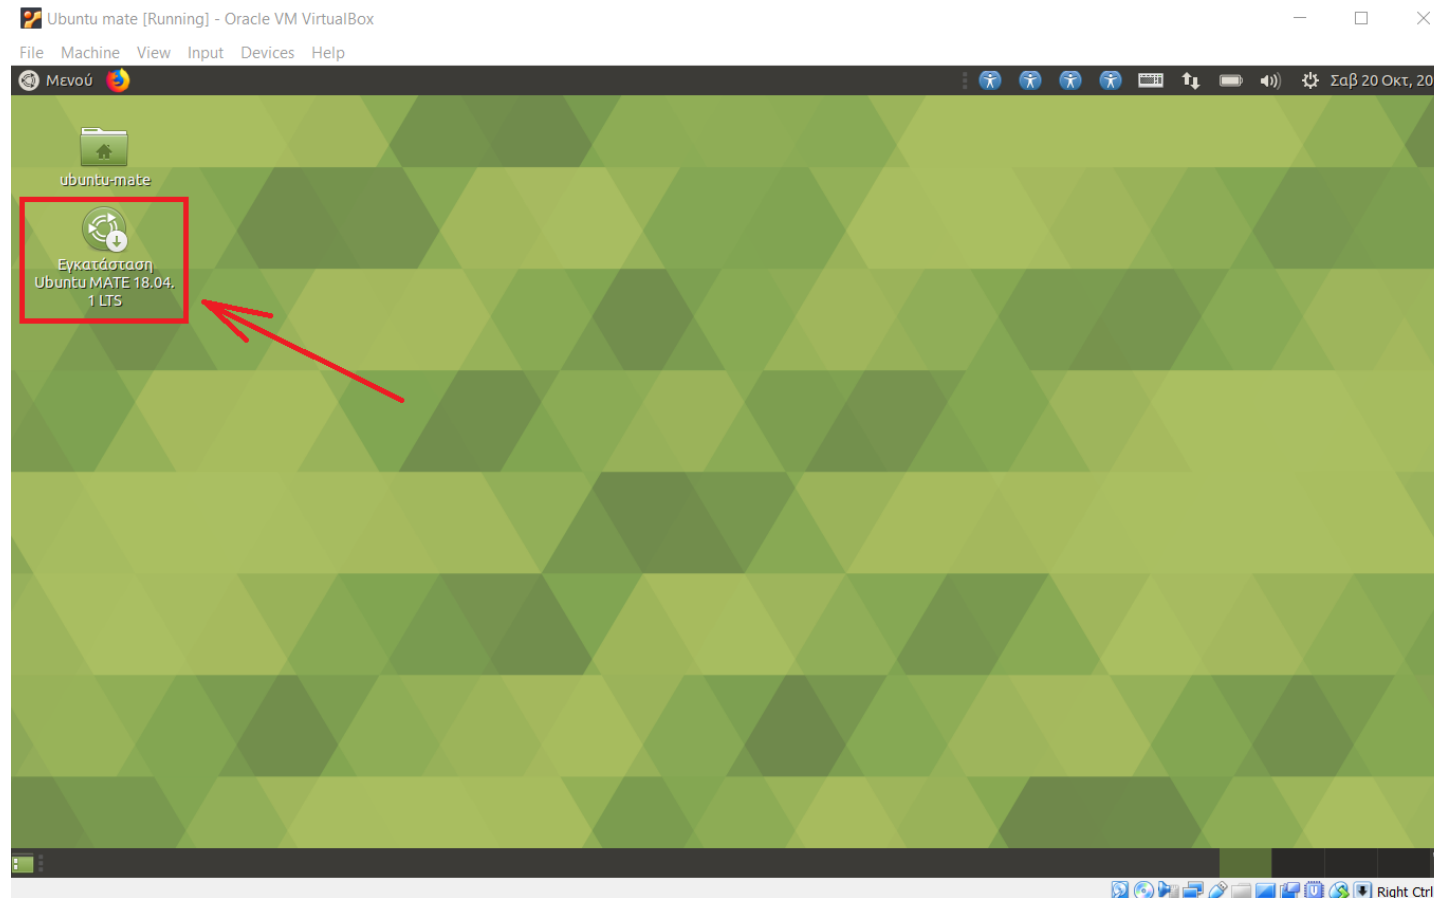 Ubuntu mate [Running] - Oracle VM VirtualBox
File Machine View Input Devices Help
Μενού
Σαβ 20 Οκτ, 20
ubuntu-mate
Εγκατάσταση
Ubuntu MATE 18.04.
1 LTS
Right Ctrl